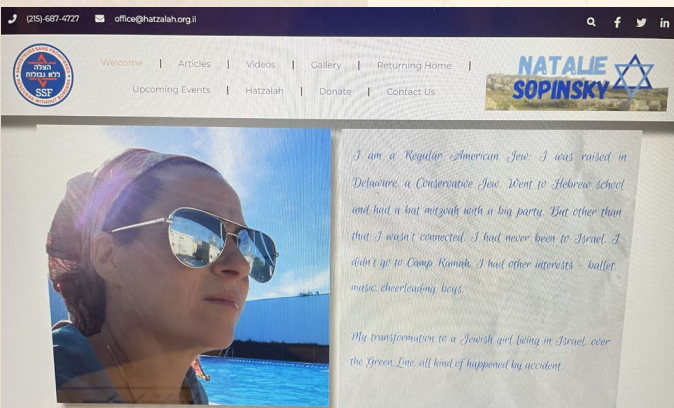 (215)-687-4727 office@hatzalah.org.il
Welcome | Articles | Videos | Gallery | Returning Home |
Upcoming Events | Hatzalah | Donate | Contact Us
הצלה
ללא גבולות
SSF
NATALIE
SOPINSKY
I am a Regular American Jew. I was raised in
Delaware, a Conservative Jew. Went to Hebrew school
and had a bat mitzvah with a big party. But other than
that I wasn't connected. I had never been to Israel. I
didn't go to Camp Ramah. I had other interests – ballet,
music, cheerleading, boys.
My transformation to a Jewish girl living in Israel, over
the Green Line, all kind of happened by accident.